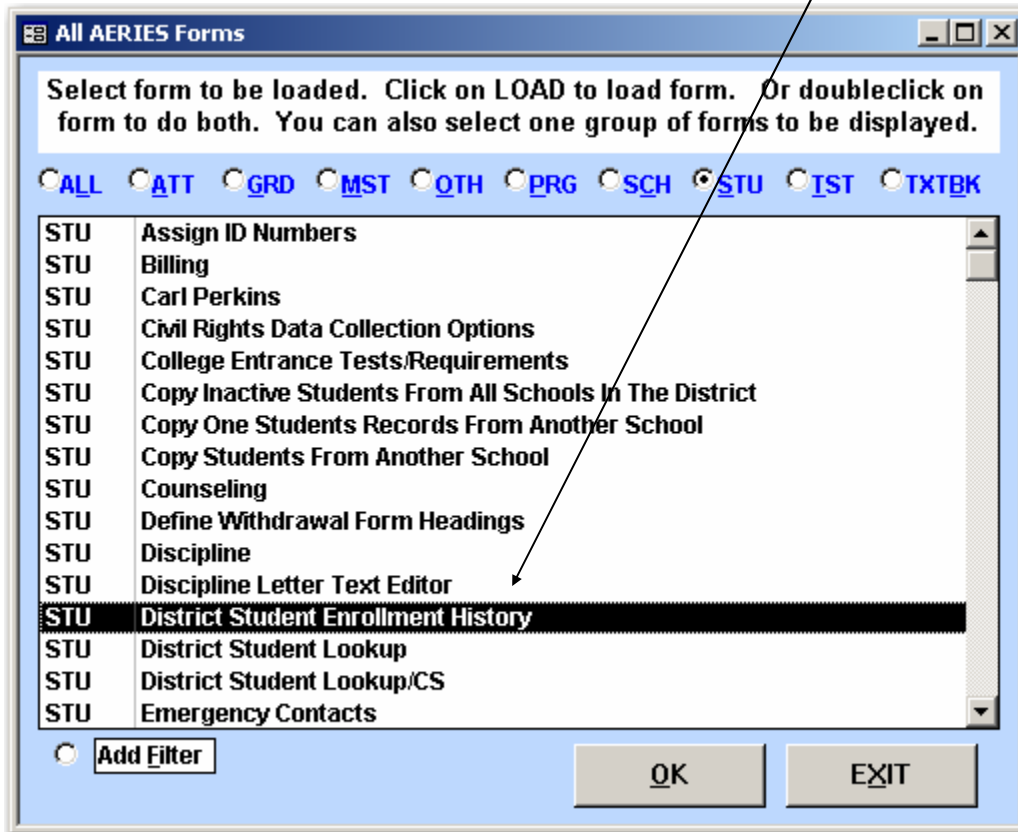 All AERIES Forms
Select form to be loaded. Click on LOAD to load form. Or doubleclick on
form to do both. You can also select one group of forms to be displayed.
ALL ATT GRD MST OTH PRG SCH STU TST TXTBK
STU Assign ID Numbers
STU Billing
STU Carl Perkins
STU Civil Rights Data Collection Options
STU College Entrance Tests/Requirements
STU Copy Inactive Students From All Schools In The District
STU Copy One Students Records From Another School
STU Copy Students From Another School
STU Counseling
STU Define Withdrawal Form Headings
STU Discipline
STU Discipline Letter Text Editor
STU District Student Enrollment History
STU District Student Lookup
STU District Student Lookup/CS
STU Emergency Contacts
Add Filter
OK EXIT